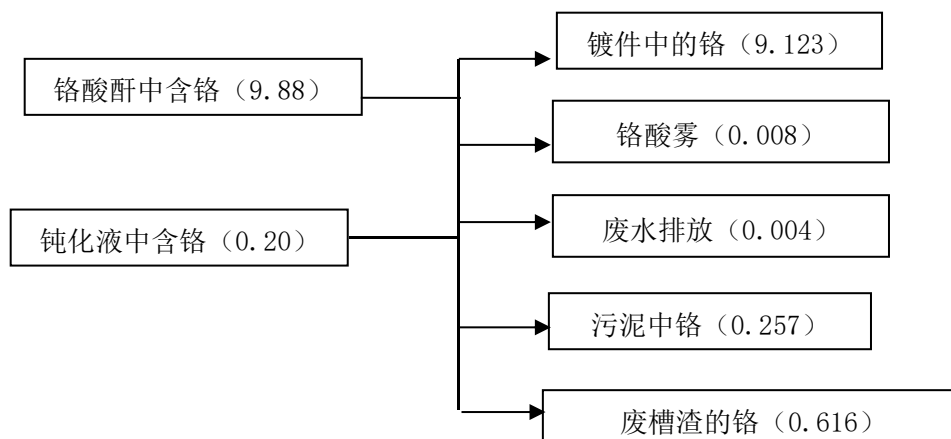 镀件中的铬（9.123）
铬酸酐中含铬（9.88）
铬酸雾（0.008）
钝化液中含铬（0.20）
废水排放（0.004）
污泥中铬（0.257）
废槽渣的铬（0.616）